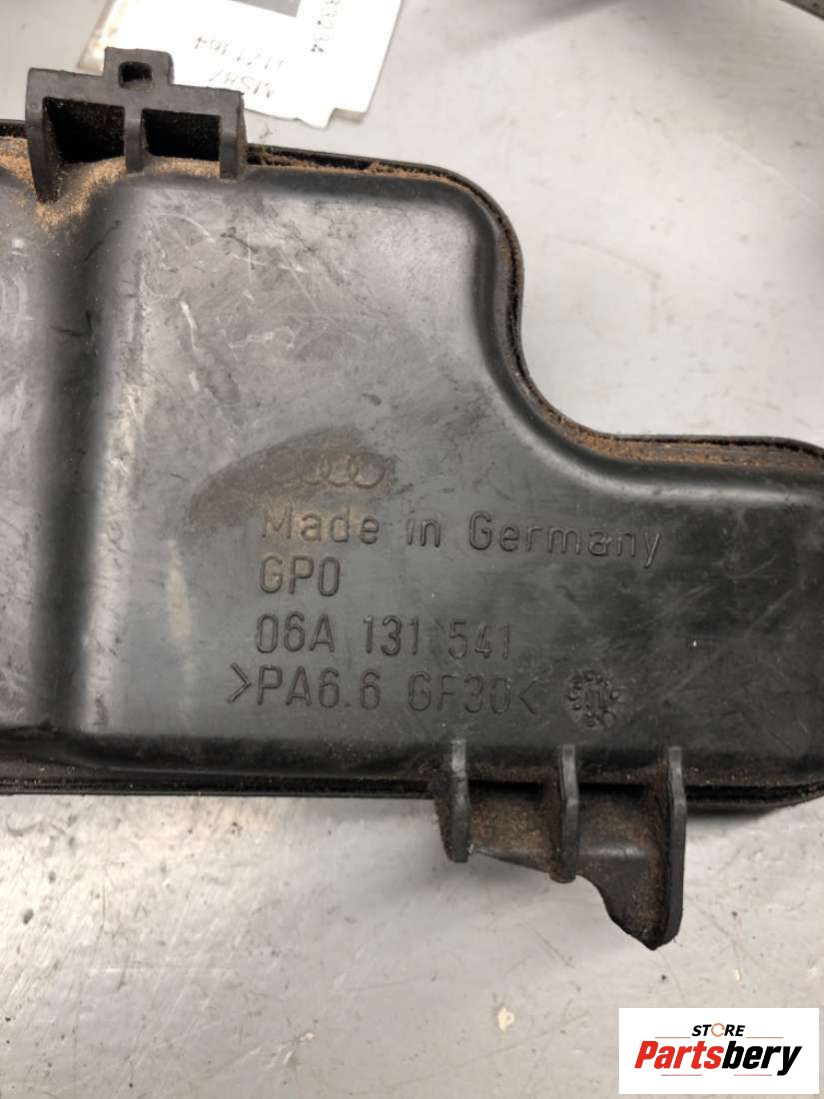 Made in Germany
GPO
06A 131 541
>PA6.6 GF30<
STORE
Partsbery